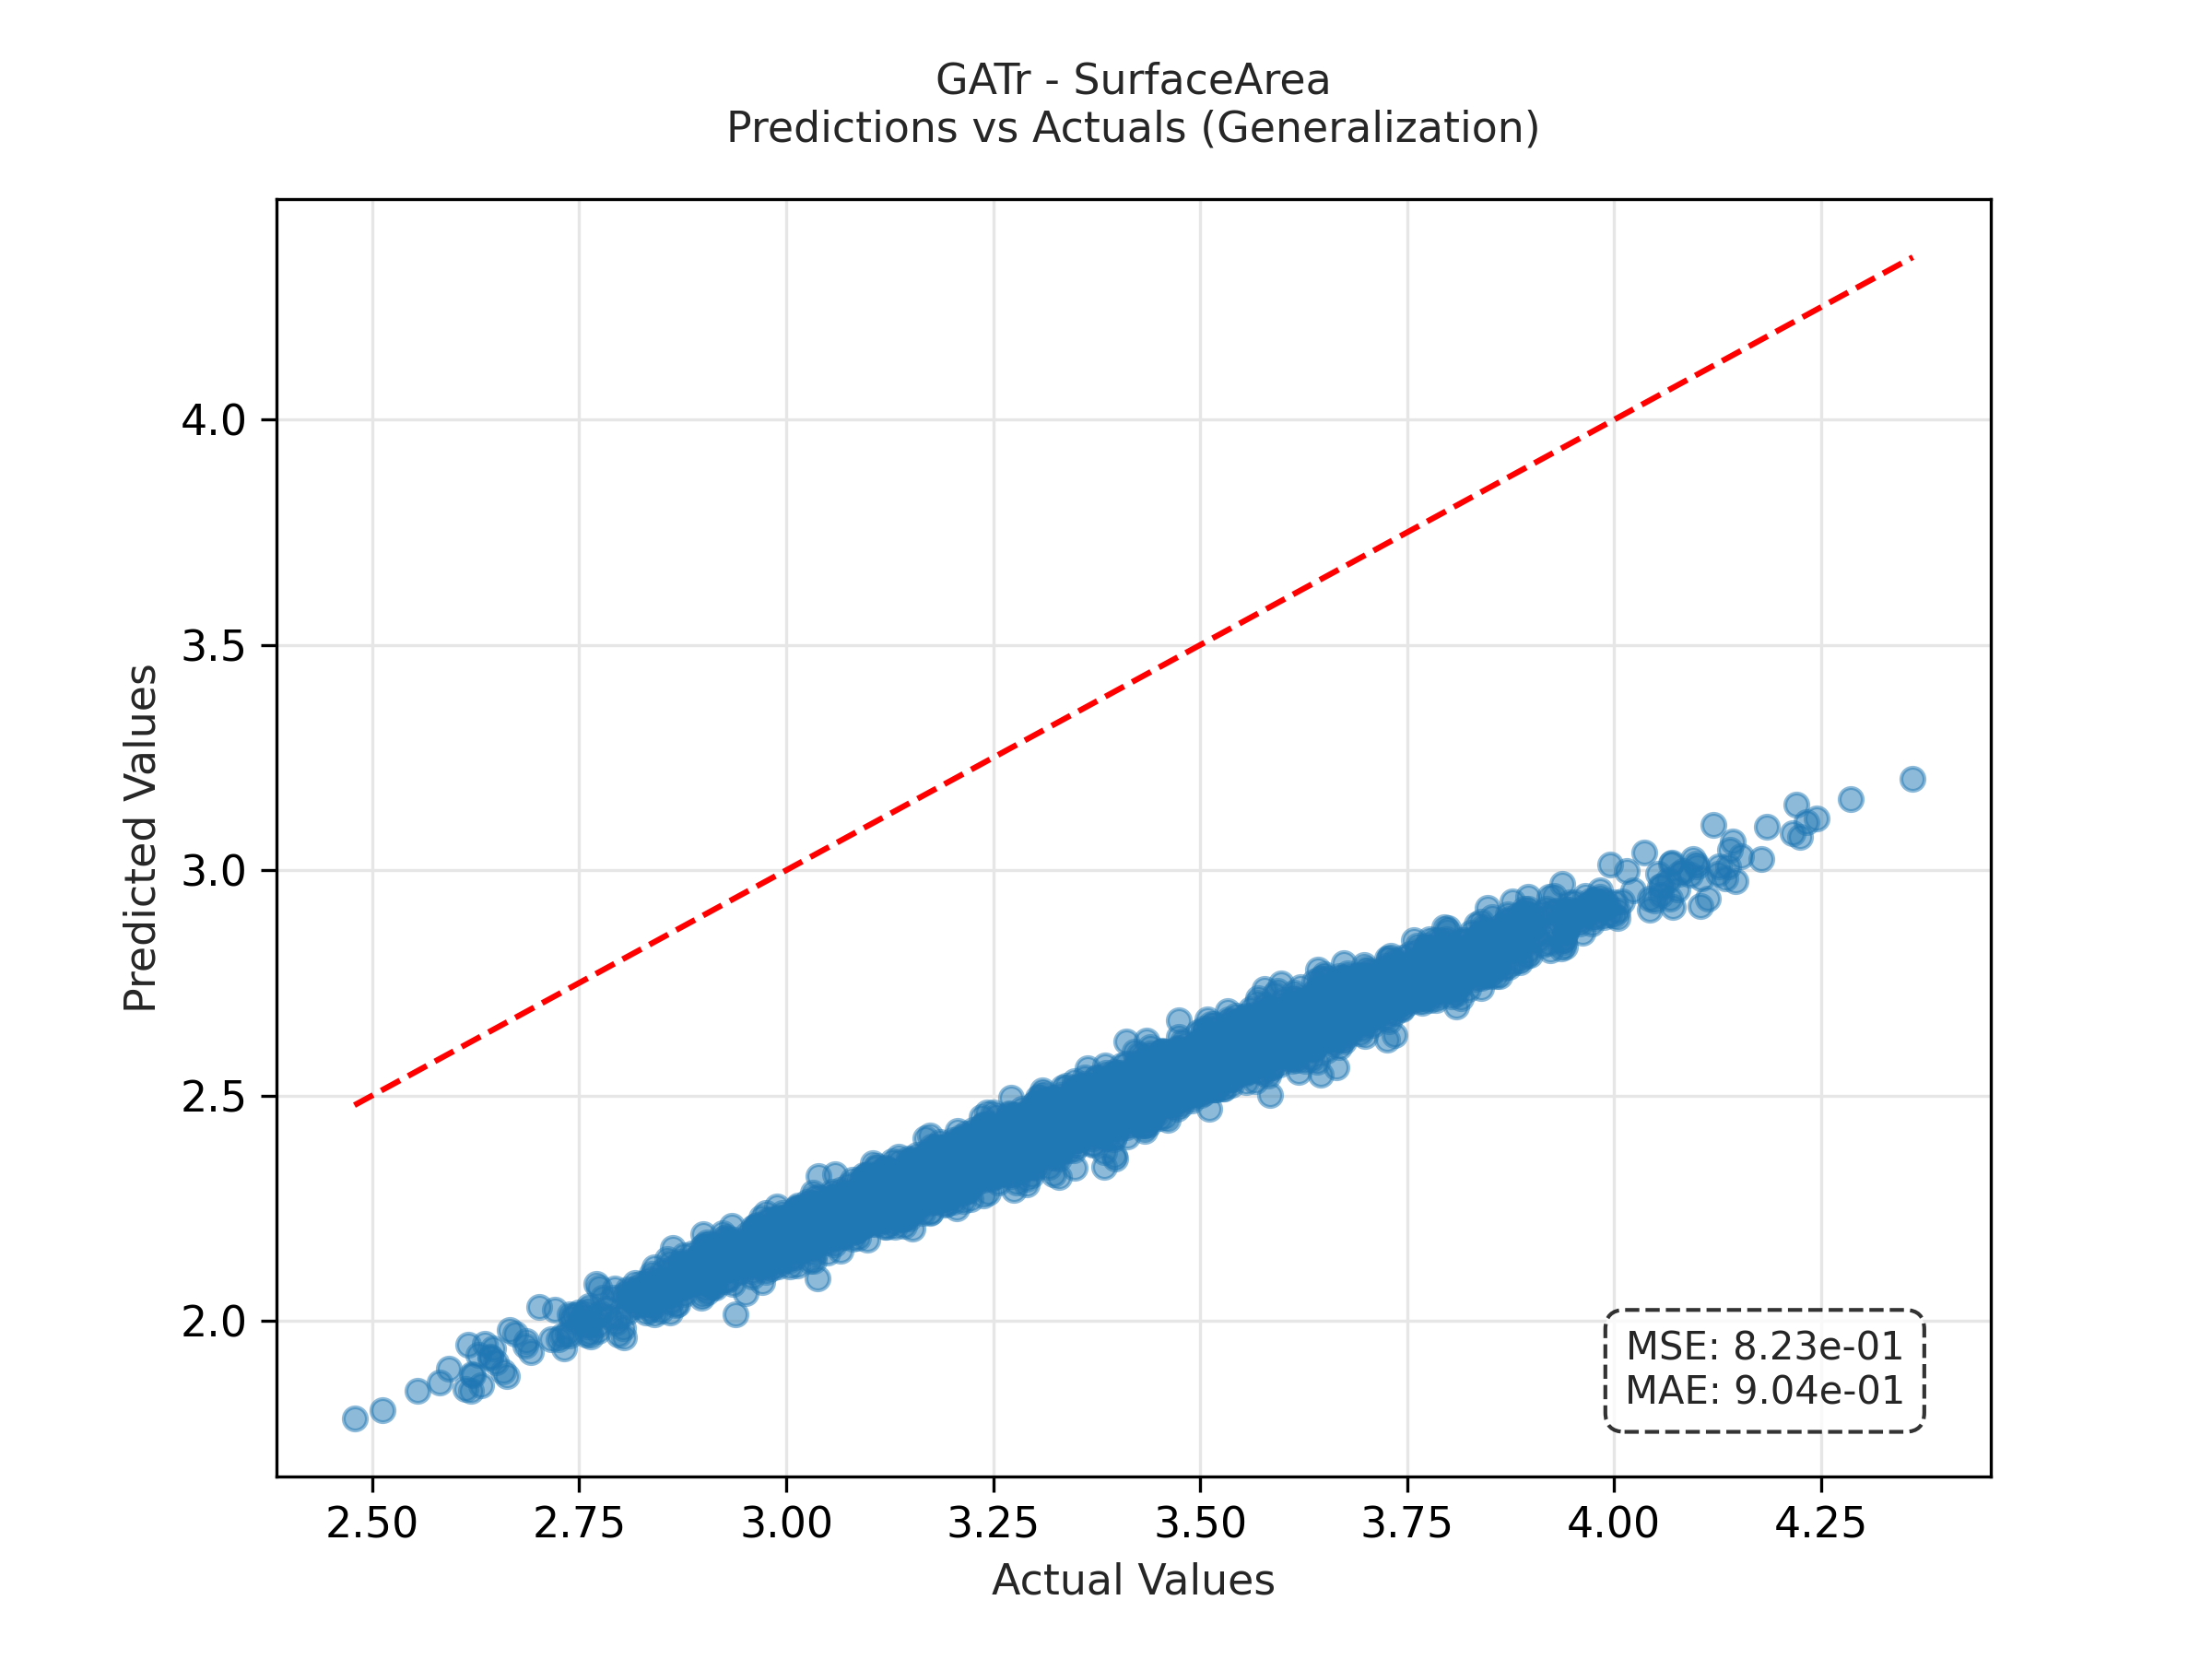 GATr - SurfaceArea
Predictions vs Actuals (Generalization)
Predicted Values
4.0
3.5
3.0
2.5
2.0
MSE: 8.23e-01
MAE: 9.04e-01
2.50 2.75 3.00 3.25 3.50 3.75 4.00 4.25
Actual Values